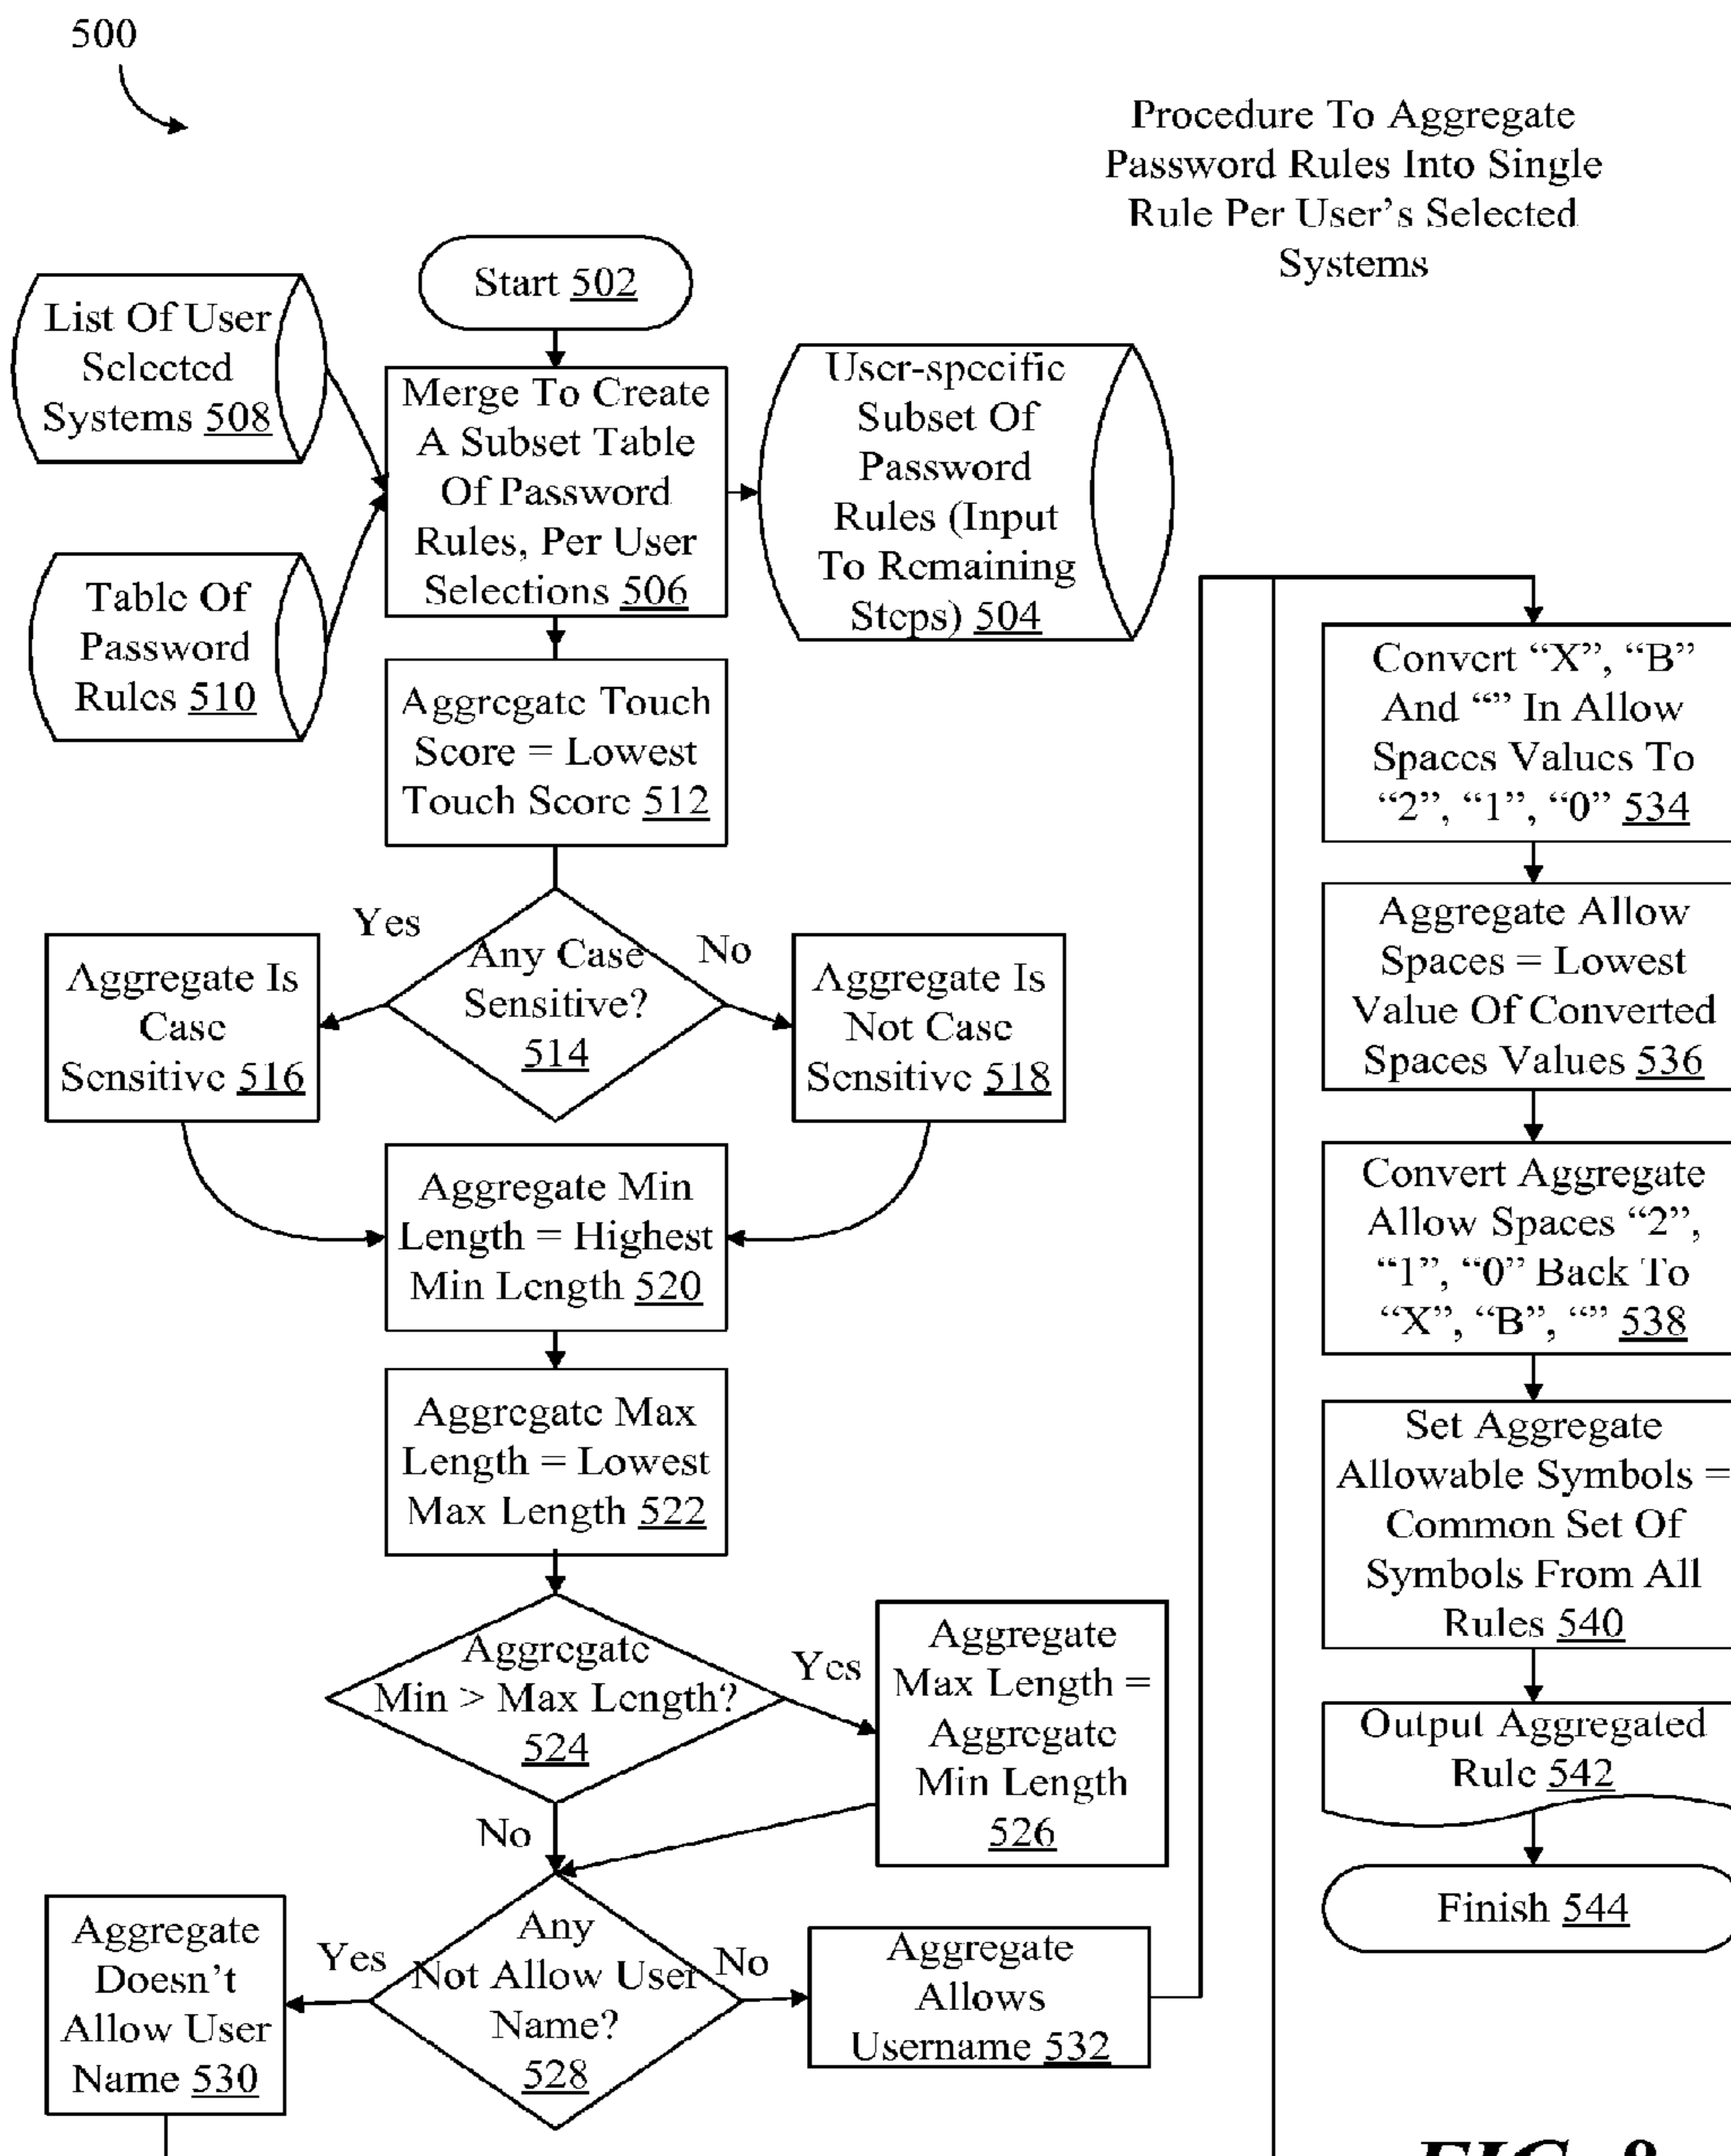 500
Procedure To Aggregate
Password Rules Into Single
Rule Per User's Selected
Systems
Start 502
List Of User
Selected
Systems 508
Merge To Create
A Subset Table
Of Password
Rules, Per User
Selections 506
User-specific
Subset Of
Password
Rules (Input
To Remaining
Steps) 504
Table Of
Password
Rules 510
Aggregate Touch
Score = Lowest
Touch Score 512
Yes
Any Case
Sensitive?
514
No
Aggregate Is
Case
Sensitive 516
Aggregate Is
Not Case
Sensitive 518
Aggregate Min
Length = Highest
Min Length 520
Aggregate Max
Length = Lowest
Max Length 522
Aggregate
Min > Max Length?
524
Yes
Aggregate
Max Length =
Aggregate
Min Length
526
No
Any
Not Allow User
Name?
528
Yes
Aggregate
Doesn't
Allow User
Name 530
No
Aggregate
Allows
Username 532
Convert “X”, “B”
And “” In Allow
Spaces Values To
“2”, “1”, “0” 534
Aggregate Allow
Spaces = Lowest
Value Of Converted
Spaces Values 536
Convert Aggregate
Allow Spaces “2”,
“1”, “0” Back To
“X”, “B”, “” 538
Set Aggregate
Allowable Symbols =
Common Set Of
Symbols From All
Rules 540
Output Aggregated
Rule 542
Finish 544
FIG. 8